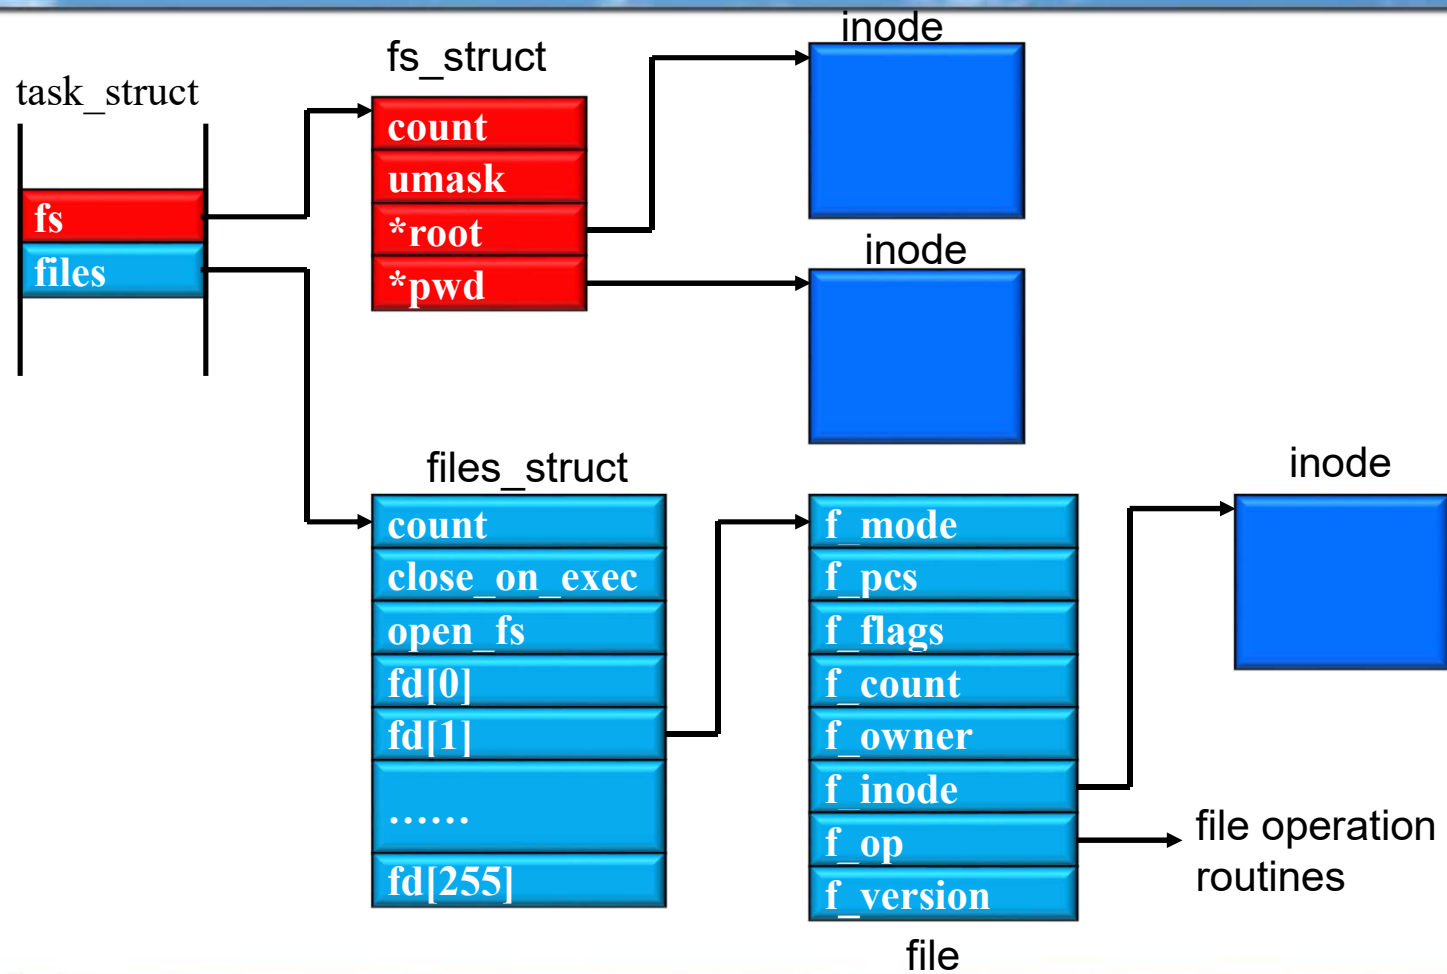 task_struct
fs
files
fs_struct
count
umask
*root
*pwd
inode
inode
files_struct
count
close_on_exec
open_fs
fd[0]
fd[1]
......
fd[255]
f_mode
f_pcs
f_flags
f_count
f_owner
f_inode
f_op
f_version
file
inode
file operation
routines